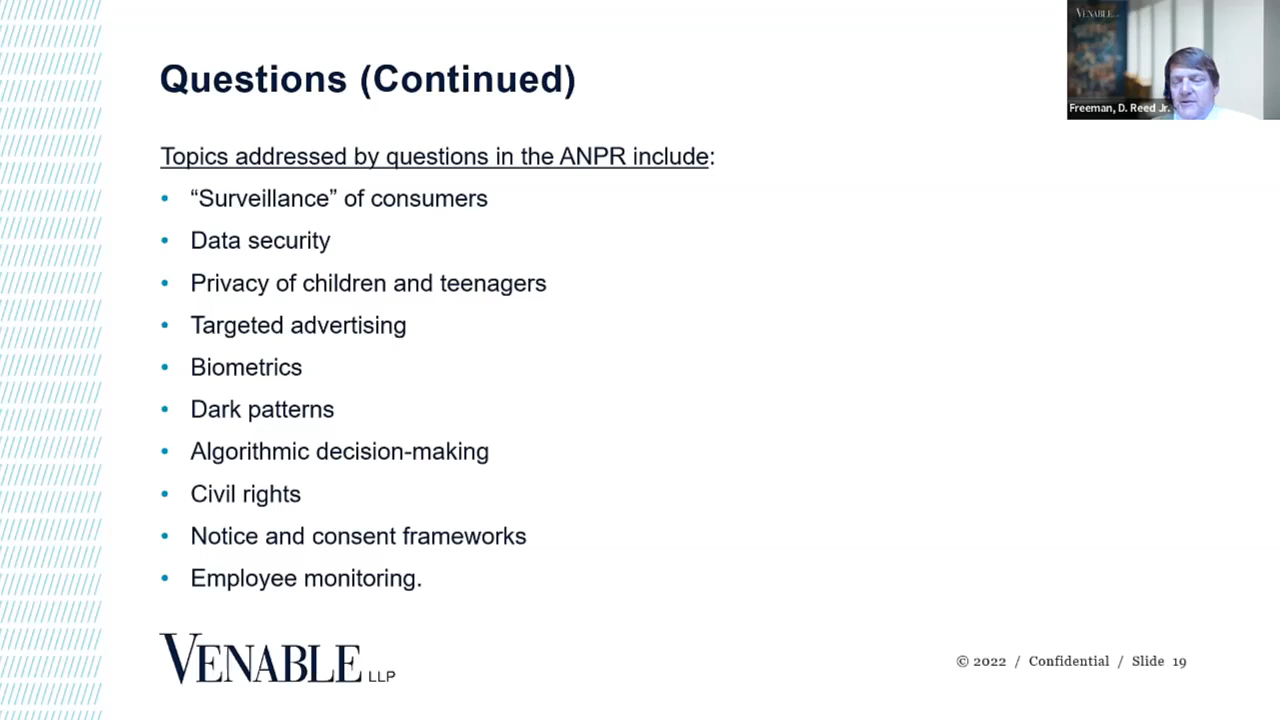 Questions (Continued)
VENABLE
Freeman, D. Reed Jr.
Topics addressed by questions in the ANPR include:
• “Surveillance” of consumers
• Data security
• Privacy of children and teenagers
• Targeted advertising
• Biometrics
• Dark patterns
• Algorithmic decision-making
• Civil rights
• Notice and consent frameworks
• Employee monitoring.
VENABLE LLP
© 2022 / Confidential / Slide 19